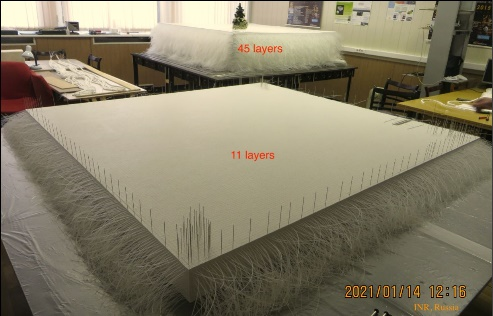 45 layers
11 layers
2021/01/14 12:16
INR, Russia